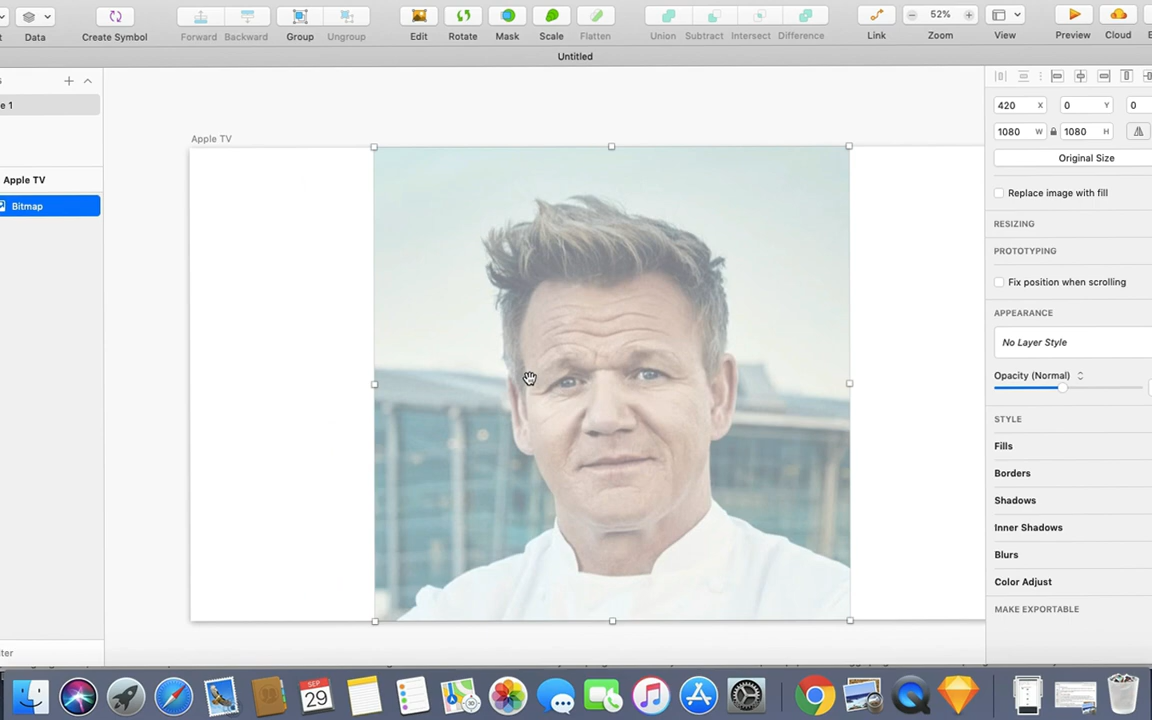 Data
Create Symbol
Forward
Backward
Group
Ungroup
Edit
Rotate
Mask
Scale
Flatten
Union
Subtract
Intersect
Difference
Link
52%
Zoom
View
Preview
Cloud
Untitled
Apple TV
Apple TV
Bitmap
420 X 0 Y 0
1080 W 1080 H
Original Size
Replace image with fill
RESIZING
PROTOTYPING
Fix position when scrolling
APPEARANCE
No Layer Style
Opacity (Normal)
STYLE
Fills
Borders
Shadows
Inner Shadows
Blurs
Color Adjust
MAKE EXPORTABLE
SEP
29